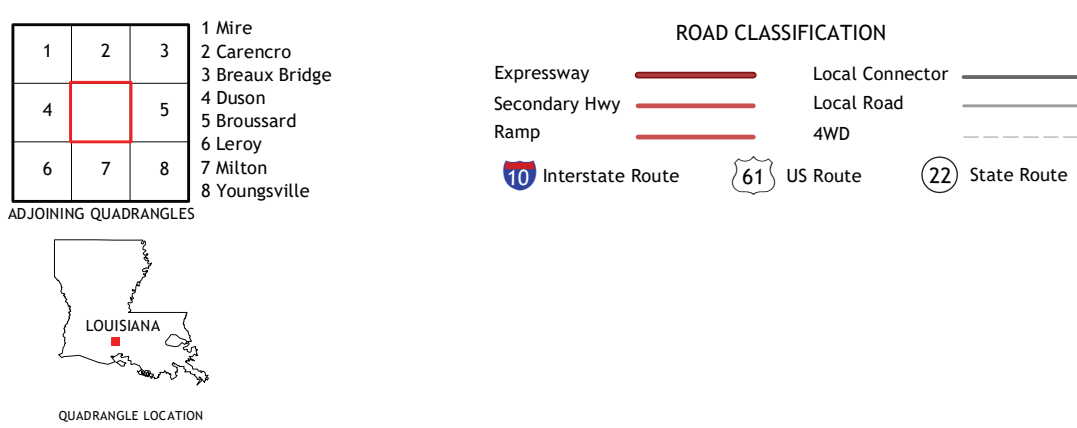 1 2 3
4 5
6 7 8
1 Mire
2 Carencro
3 Breaux Bridge
4 Duson
5 Broussard
6 Leroy
7 Milton
8 Youngsville
ADJOINING QUADRANGLES
LOUISIANA
QUADRANGLE LOCATION
ROAD CLASSIFICATION
Expressway
Secondary Hwy
Ramp
Local Connector
Local Road
4WD
10 Interstate Route
61 US Route
22 State Route